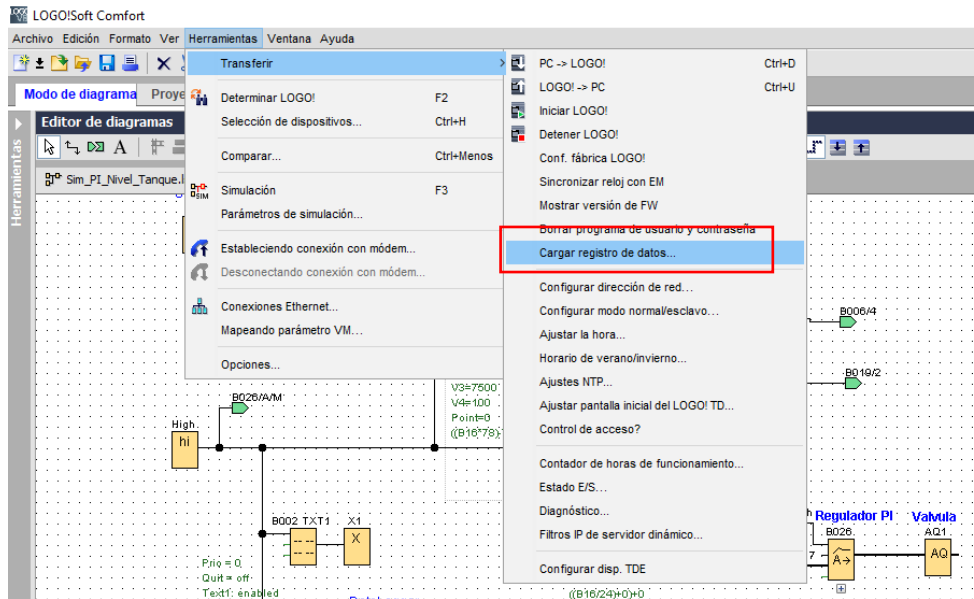 LOGO!Soft Comfort
Archivo Edición Formato Ver Herramientas Ventana Ayuda
Modo de diagrama Proye
Editor de diagramas
Herramientas
Sim_PI_Nivel_Tanque.l
Transferir
Determinar LOGO! F2
Selección de dispositivos... Ctrl+H
Comparar... Ctrl+Menos
Simulación F3
Parámetros de simulación...
Estableciendo conexión con módem...
Desconectando conexión con módem...
Conexiones Ethernet...
Mapeando parámetro VM...
Opciones...
PC -> LOGO! Ctrl+D
LOGO! -> PC Ctrl+U
Iniciar LOGO!
Detener LOGO!
Conf. fábrica LOGO!
Sincronizar reloj con EM
Mostrar versión de FW
Borrar programa de usuario y contraseña
Cargar registro de datos...
Configurar dirección de red...
Configurar modo normal/esclavo...
Ajustar la hora...
Horario de verano/invierno...
Ajustes NTP...
Ajustar pantalla inicial del LOGO! TD...
Control de acceso?
Contador de horas de funcionamiento...
Estado E/S...
Diagnóstico...
Filtros IP de servidor dinámico...
Configurar disp. TDE
B006/4
B019/2
V3=7500
V4=100
Point=0
((B16*78)
B026/A/M
High
hi
B002 TXT1 X1
X
Prio = 0
Quit = off
Text1: enabled
Regulador PI Valvula
B026 AQ1
A→ AQ
((B16/24)+0)+0